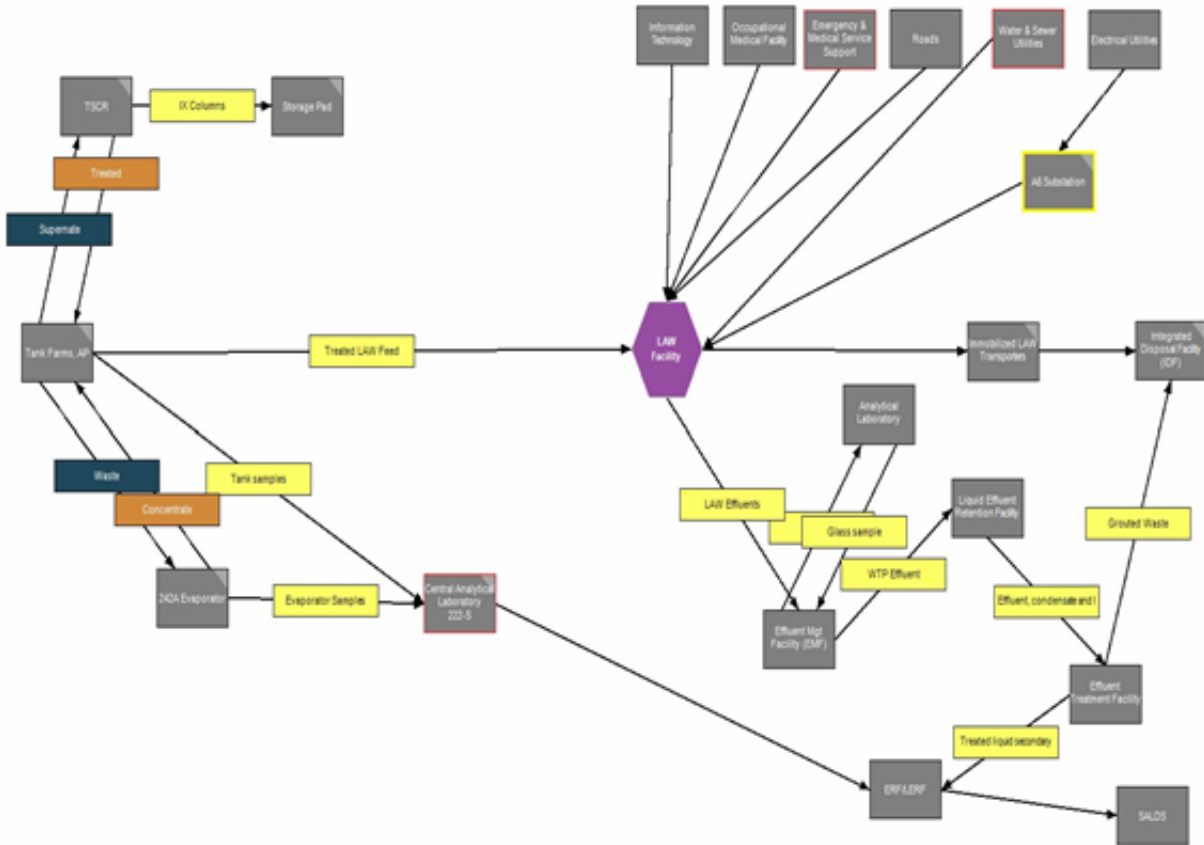 Information
Technology
Occupational
Medical Facility
Emergency &
Medical Service
Support
Roads
Water & Sewer
Utilities
Electrical Utilities
TSCR
IX Columns
Storage Pad
Treated
A6 Substation
Supernate
Tank Farms, AP
Treated LAW Feed
LAW
Facility
Immobilized LAW
Transporters
Integrated
Disposal Facility
(IDF)
Analytical
Laboratory
Waste
Tank samples
Concentrate
LAW Effluents
Glass sample
Liquid Effluent
Retention Facility
Grouted Waste
WTP Effluent
242A Evaporator
Evaporator Samples
Central Analytical
Laboratory
222-S
Effluent, condensate and l
Effluent Mgt
Facility (EMF)
Effluent
Treatment Facility
Treated liquid secondary
ERF/LERF
SALDS